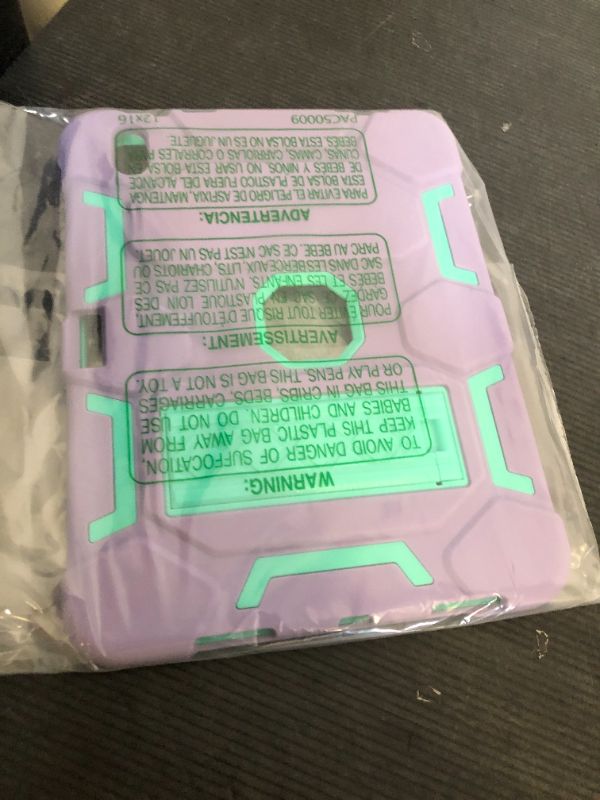 WARNING:
TO AVOID DANGER OF SUFFOCATION,
KEEP THIS PLASTIC BAG AWAY FROM
BABIES AND CHILDREN. DO NOT USE
THIS BAG IN CRIBS, BEDS, CARRIAGES
OR PLAY PENS. THIS BAG IS NOT A TOY.
AVERTISSEMENT:
POUR ÉVITER TOUT RISQUE D'ÉTOUFFEMENT,
GARDEZ CE SAC EN PLASTIQUE LOIN DES
BÉBÉS ET LES ENFANTS. N'UTILISEZ PAS CE
SAC DANS LES BERCEAUX, LITS, CHARIOTS OU
PARC AU BÉBÉ. CE SAC N'EST PAS UN JOUET.
ADVERTENCIA:
PARA EVITAR EL PELIGRO DE ASFIXIA, MANTENGA
ESTA BOLSA DE PLASTICO FUERA DEL ALCANCE
DE BEBES Y NINOS. NO USAR ESTA BOLSA EN
CUNAS, CAMAS, CARRIOLAS O CORRALES PARA
BEBES. ESTA BOLSA NO ES UN JUGUETE.
PAC50009 12x16